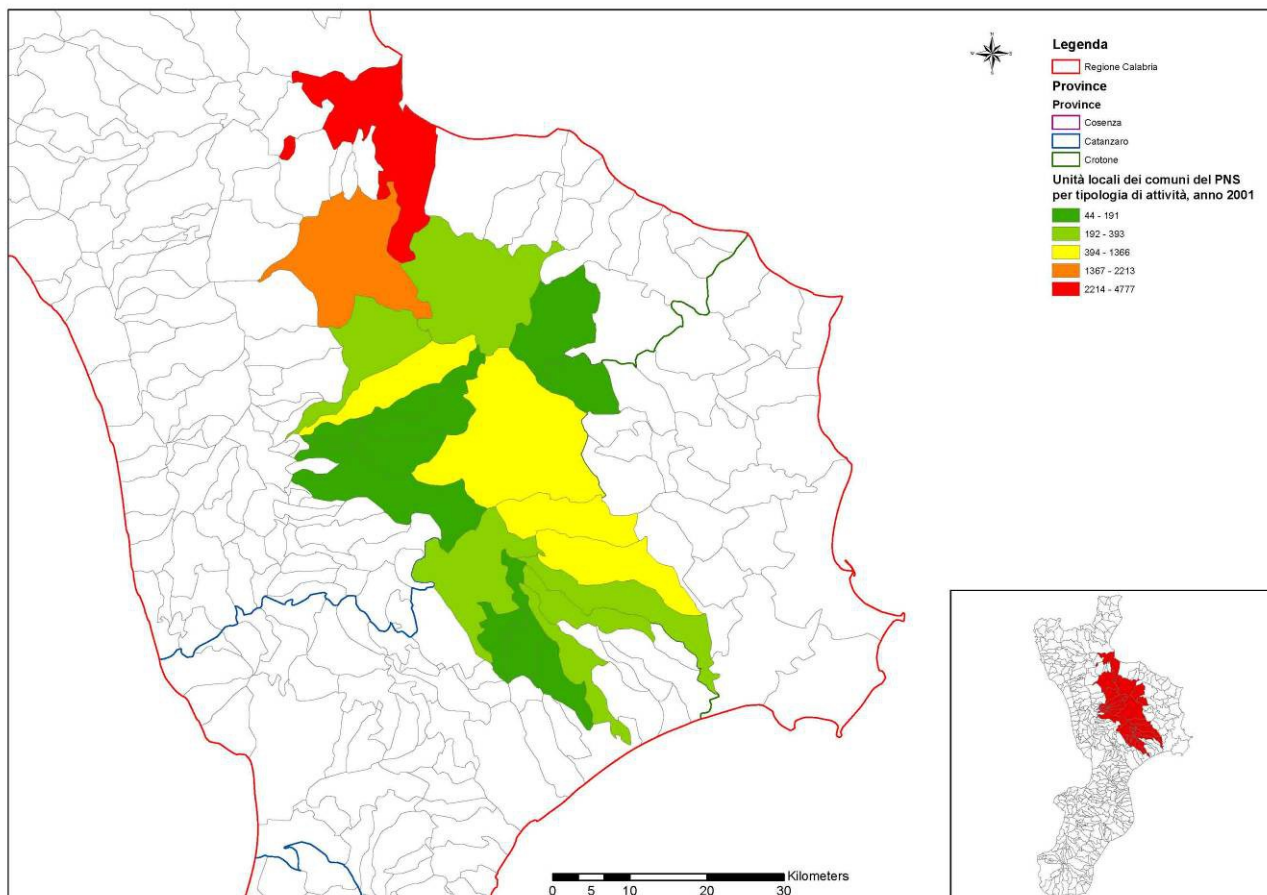 N
W
E
S
Legenda
Regione Calabria
Province
Province
Cosenza
Catanzaro
Crotone
Unità locali dei comuni del PNS
per tipologia di attività, anno 2001
44 - 191
192 - 393
394 - 1366
1367 - 2213
2214 - 4777
Kilometers
0 5 10 20 30